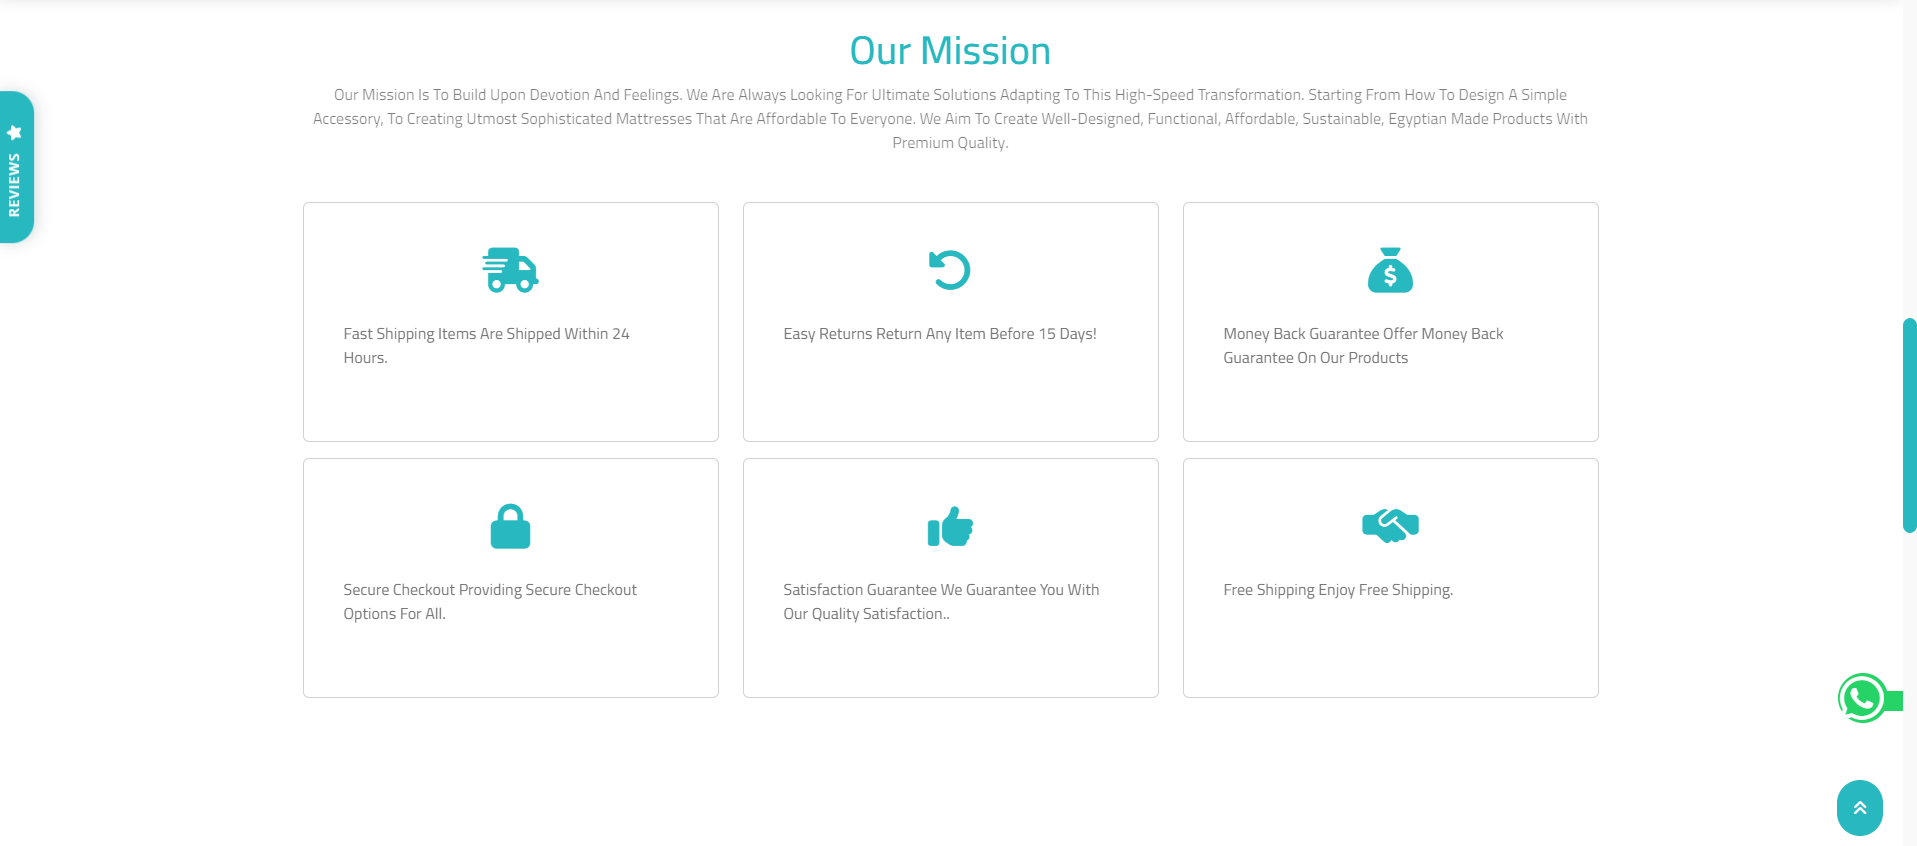 Our Mission
Our Mission Is To Build Upon Devotion And Feelings. We Are Always Looking For Ultimate Solutions Adapting To This High-Speed Transformation. Starting From How To Design A Simple
Accessory, To Creating Utmost Sophisticated Mattresses That Are Affordable To Everyone. We Aim To Create Well-Designed, Functional, Affordable, Sustainable, Egyptian Made Products With
Premium Quality.
REVIEWS
Fast Shipping Items Are Shipped Within 24
Hours.
Easy Returns Return Any Item Before 15 Days!
$
Money Back Guarantee Offer Money Back
Guarantee On Our Products
Secure Checkout Providing Secure Checkout
Options For All.
Satisfaction Guarantee We Guarantee You With
Our Quality Satisfaction..
Free Shipping Enjoy Free Shipping.